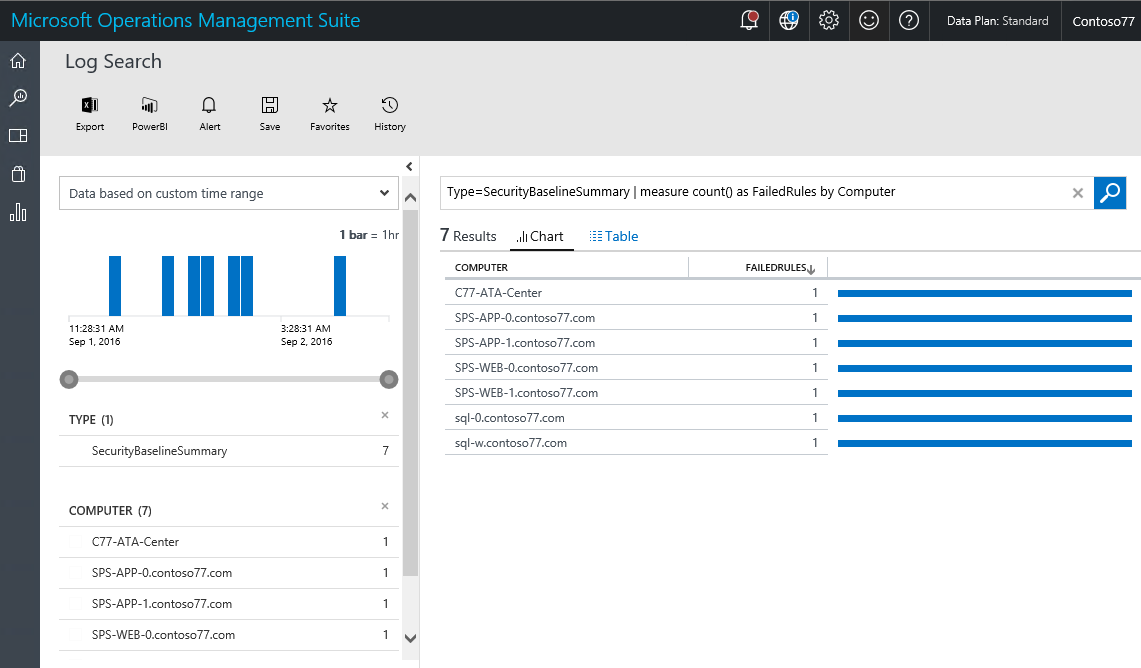 Microsoft Operations Management Suite
Data Plan: Standard
Contoso77
Log Search
Export
PowerBI
Alert
Save
Favorites
History
Data based on custom time range
1 bar = 1hr
11:28:31 AM
Sep 1, 2016
3:28:31 AM
Sep 2, 2016
TYPE (1)
SecurityBaselineSummary 7
COMPUTER (7)
C77-ATA-Center 1
SPS-APP-0.contoso77.com 1
SPS-APP-1.contoso77.com 1
SPS-WEB-0.contoso77.com 1
Type=SecurityBaselineSummary | measure count() as FailedRules by Computer
7 Results
Chart
Table
COMPUTER FAILEDRULES
C77-ATA-Center 1
SPS-APP-0.contoso77.com 1
SPS-APP-1.contoso77.com 1
SPS-WEB-0.contoso77.com 1
SPS-WEB-1.contoso77.com 1
sql-0.contoso77.com 1
sql-w.contoso77.com 1